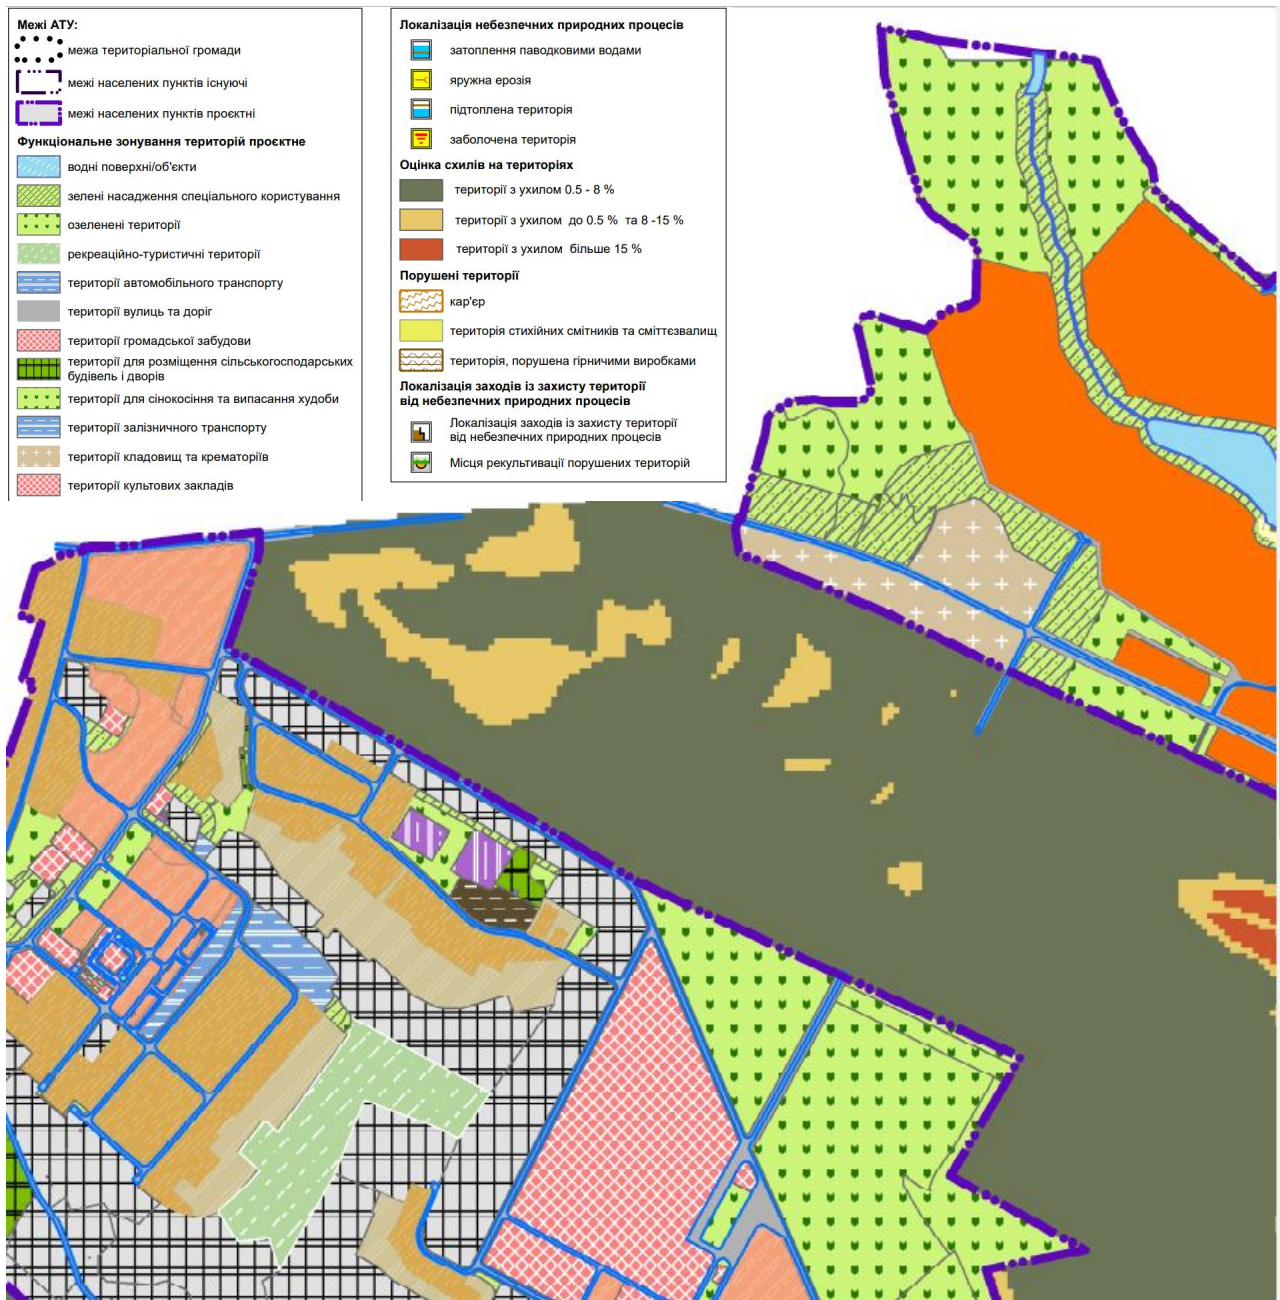 Межі АТУ:
межа територіальної громади
межі населених пунктів існуючі
межі населених пунктів проєктні
Функціональне зонування територій проєктне
водні поверхні/об'єкти
зелені насадження спеціального користування
озеленені території
рекреаційно-туристичні території
території автомобільного транспорту
території вулиць та доріг
території громадської забудови
території для розміщення сільськогосподарських
будівель і дворів
території для сінокосіння та випасання худоби
території залізничного транспорту
території кладовищ та крематоріїв
території культових закладів
Локалізація небезпечних природних процесів
затоплення паводковими водами
яружна ерозія
підтоплена територія
заболочена територія
Оцінка схилів на територіях
території з ухилом 0.5 - 8 %
території з ухилом до 0.5 % та 8 -15 %
території з ухилом більше 15 %
Порушені території
кар'єр
територія стихійних смітників та сміттєзвалищ
територія, порушена гірничими виробками
Локалізація заходів із захисту території
від небезпечних природних процесів
Локалізація заходів із захисту території
від небезпечних природних процесів
Місця рекультивації порушених територій